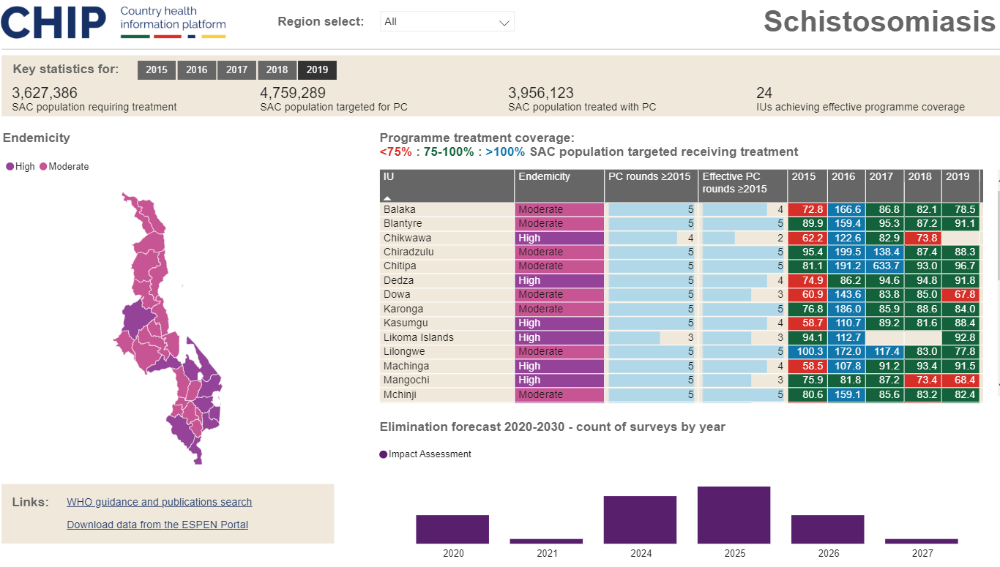 CHIP Country health information platform
Region select: All
Schistosomiasis
Key statistics for: 2015 2016 2017 2018 2019
3,627,386 4,759,289 3,956,123 24
SAC population requiring treatment SAC population targeted for PC SAC population treated with PC IUs achieving effective programme coverage
Endemicity
High Moderate
Programme treatment coverage:
<75% : 75-100% : >100% SAC population targeted receiving treatment
IU Endemicity PC rounds ≥2015 Effective PC rounds ≥2015 2015 2016 2017 2018 2019
Balaka Moderate 5 4 72.8 166.6 86.8 82.1 78.5
Blantyre Moderate 5 5 89.9 159.4 95.3 87.2 91.1
Chikwawa High 4 2 62.2 122.6 82.9 73.8
Chiradzulu Moderate 5 5 95.4 199.5 138.4 87.4 88.3
Chitipa Moderate 5 5 81.1 191.2 633.7 93.0 96.7
Dedza High 5 4 74.9 86.2 94.6 94.8 91.8
Dowa Moderate 5 3 60.9 143.6 83.8 85.0 67.8
Karonga Moderate 5 5 76.8 186.0 85.9 88.6 84.0
Kasumgu High 5 4 58.7 110.7 89.2 81.6 88.4
Likoma Islands High 3 3 94.1 112.7 92.8
Lilongwe Moderate 5 5 100.3 172.0 117.4 83.0 77.8
Machinga High 5 4 58.5 107.8 91.2 93.4 91.5
Mangochi High 5 3 75.9 81.8 87.2 73.4 68.4
Mchinji Moderate 5 5 80.6 159.1 85.6 83.2 82.4
Elimination forecast 2020-2030 - count of surveys by year
Impact Assessment
2020 2021 2024 2025 2026 2027
Links: WHO guidance and publications search
Download data from the ESPEN Portal